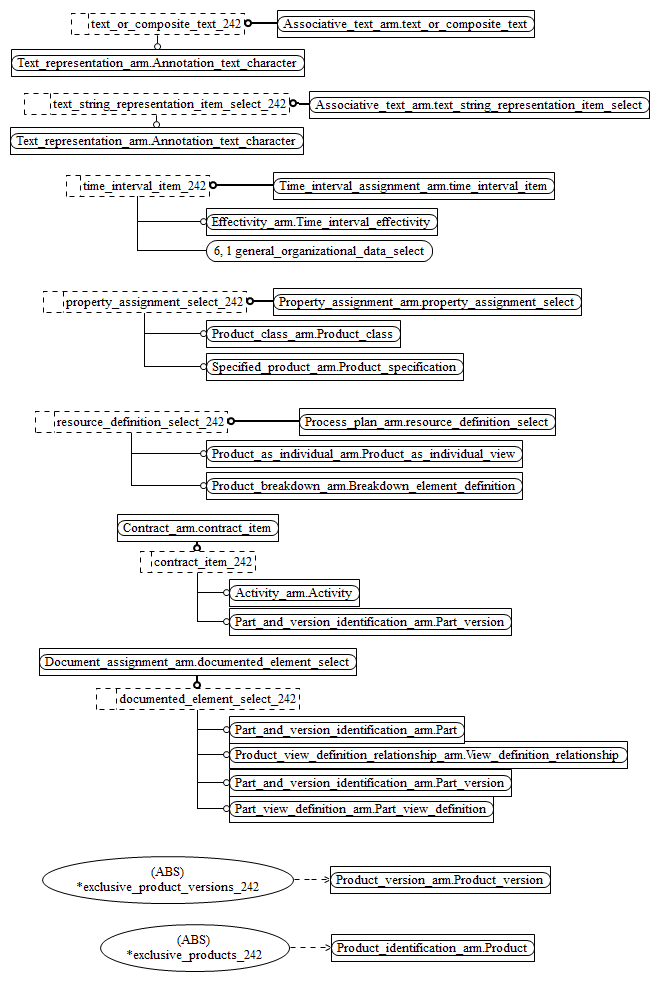 text_or_composite_text_242
Associative_text_arm.text_or_composite_text
Text_representation_arm.Annotation_text_character
text_string_representation_item_select_242
Associative_text_arm.text_string_representation_item_select
Text_representation_arm.Annotation_text_character
time_interval_item_242
Time_interval_assignment_arm.time_interval_item
Effectivity_arm.Time_interval_effectivity
6, 1 general_organizational_data_select
property_assignment_select_242
Property_assignment_arm.property_assignment_select
Product_class_arm.Product_class
Specified_product_arm.Product_specification
resource_definition_select_242
Process_plan_arm.resource_definition_select
Product_as_individual_arm.Product_as_individual_view
Product_breakdown_arm.Breakdown_element_definition
Contract_arm.contract_item
contract_item_242
Activity_arm.Activity
Part_and_version_identification_arm.Part_version
Document_assignment_arm.documented_element_select
documented_element_select_242
Part_and_version_identification_arm.Part
Product_view_definition_relationship_arm.View_definition_relationship
Part_and_version_identification_arm.Part_version
Part_view_definition_arm.Part_view_definition
(ABS)
*exclusive_product_versions_242
Product_version_arm.Product_version
(ABS)
*exclusive_products_242
Product_identification_arm.Product